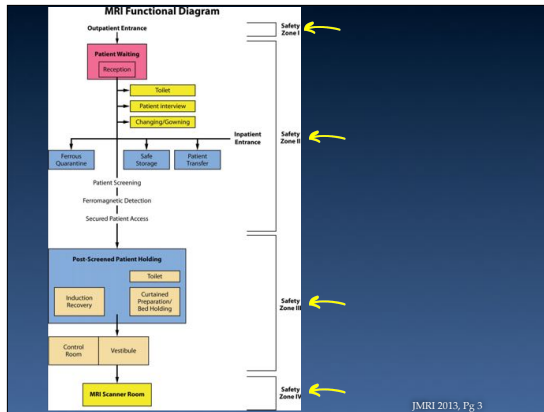 MRI Functional Diagram
Outpatient Entrance
Safety
Zone I
Patient Waiting
Reception
Toilet
Patient Interview
Changing/Gowning
Inpatient
Entrance
Safety
Zone II
Ferrous
Quarantine
Safe
Storage
Patient
Transfer
Patient Screening
Ferromagnetic Detection
Secured Patient Access
Post-Screened Patient Holding
Toilet
Induction
Recovery
Curtained
Preparation/
Bed Holding
Safety
Zone III
Control
Room
Vestibule
MRI Scanner Room
Safety
Zone IV
JMRI 2013, Pg 3